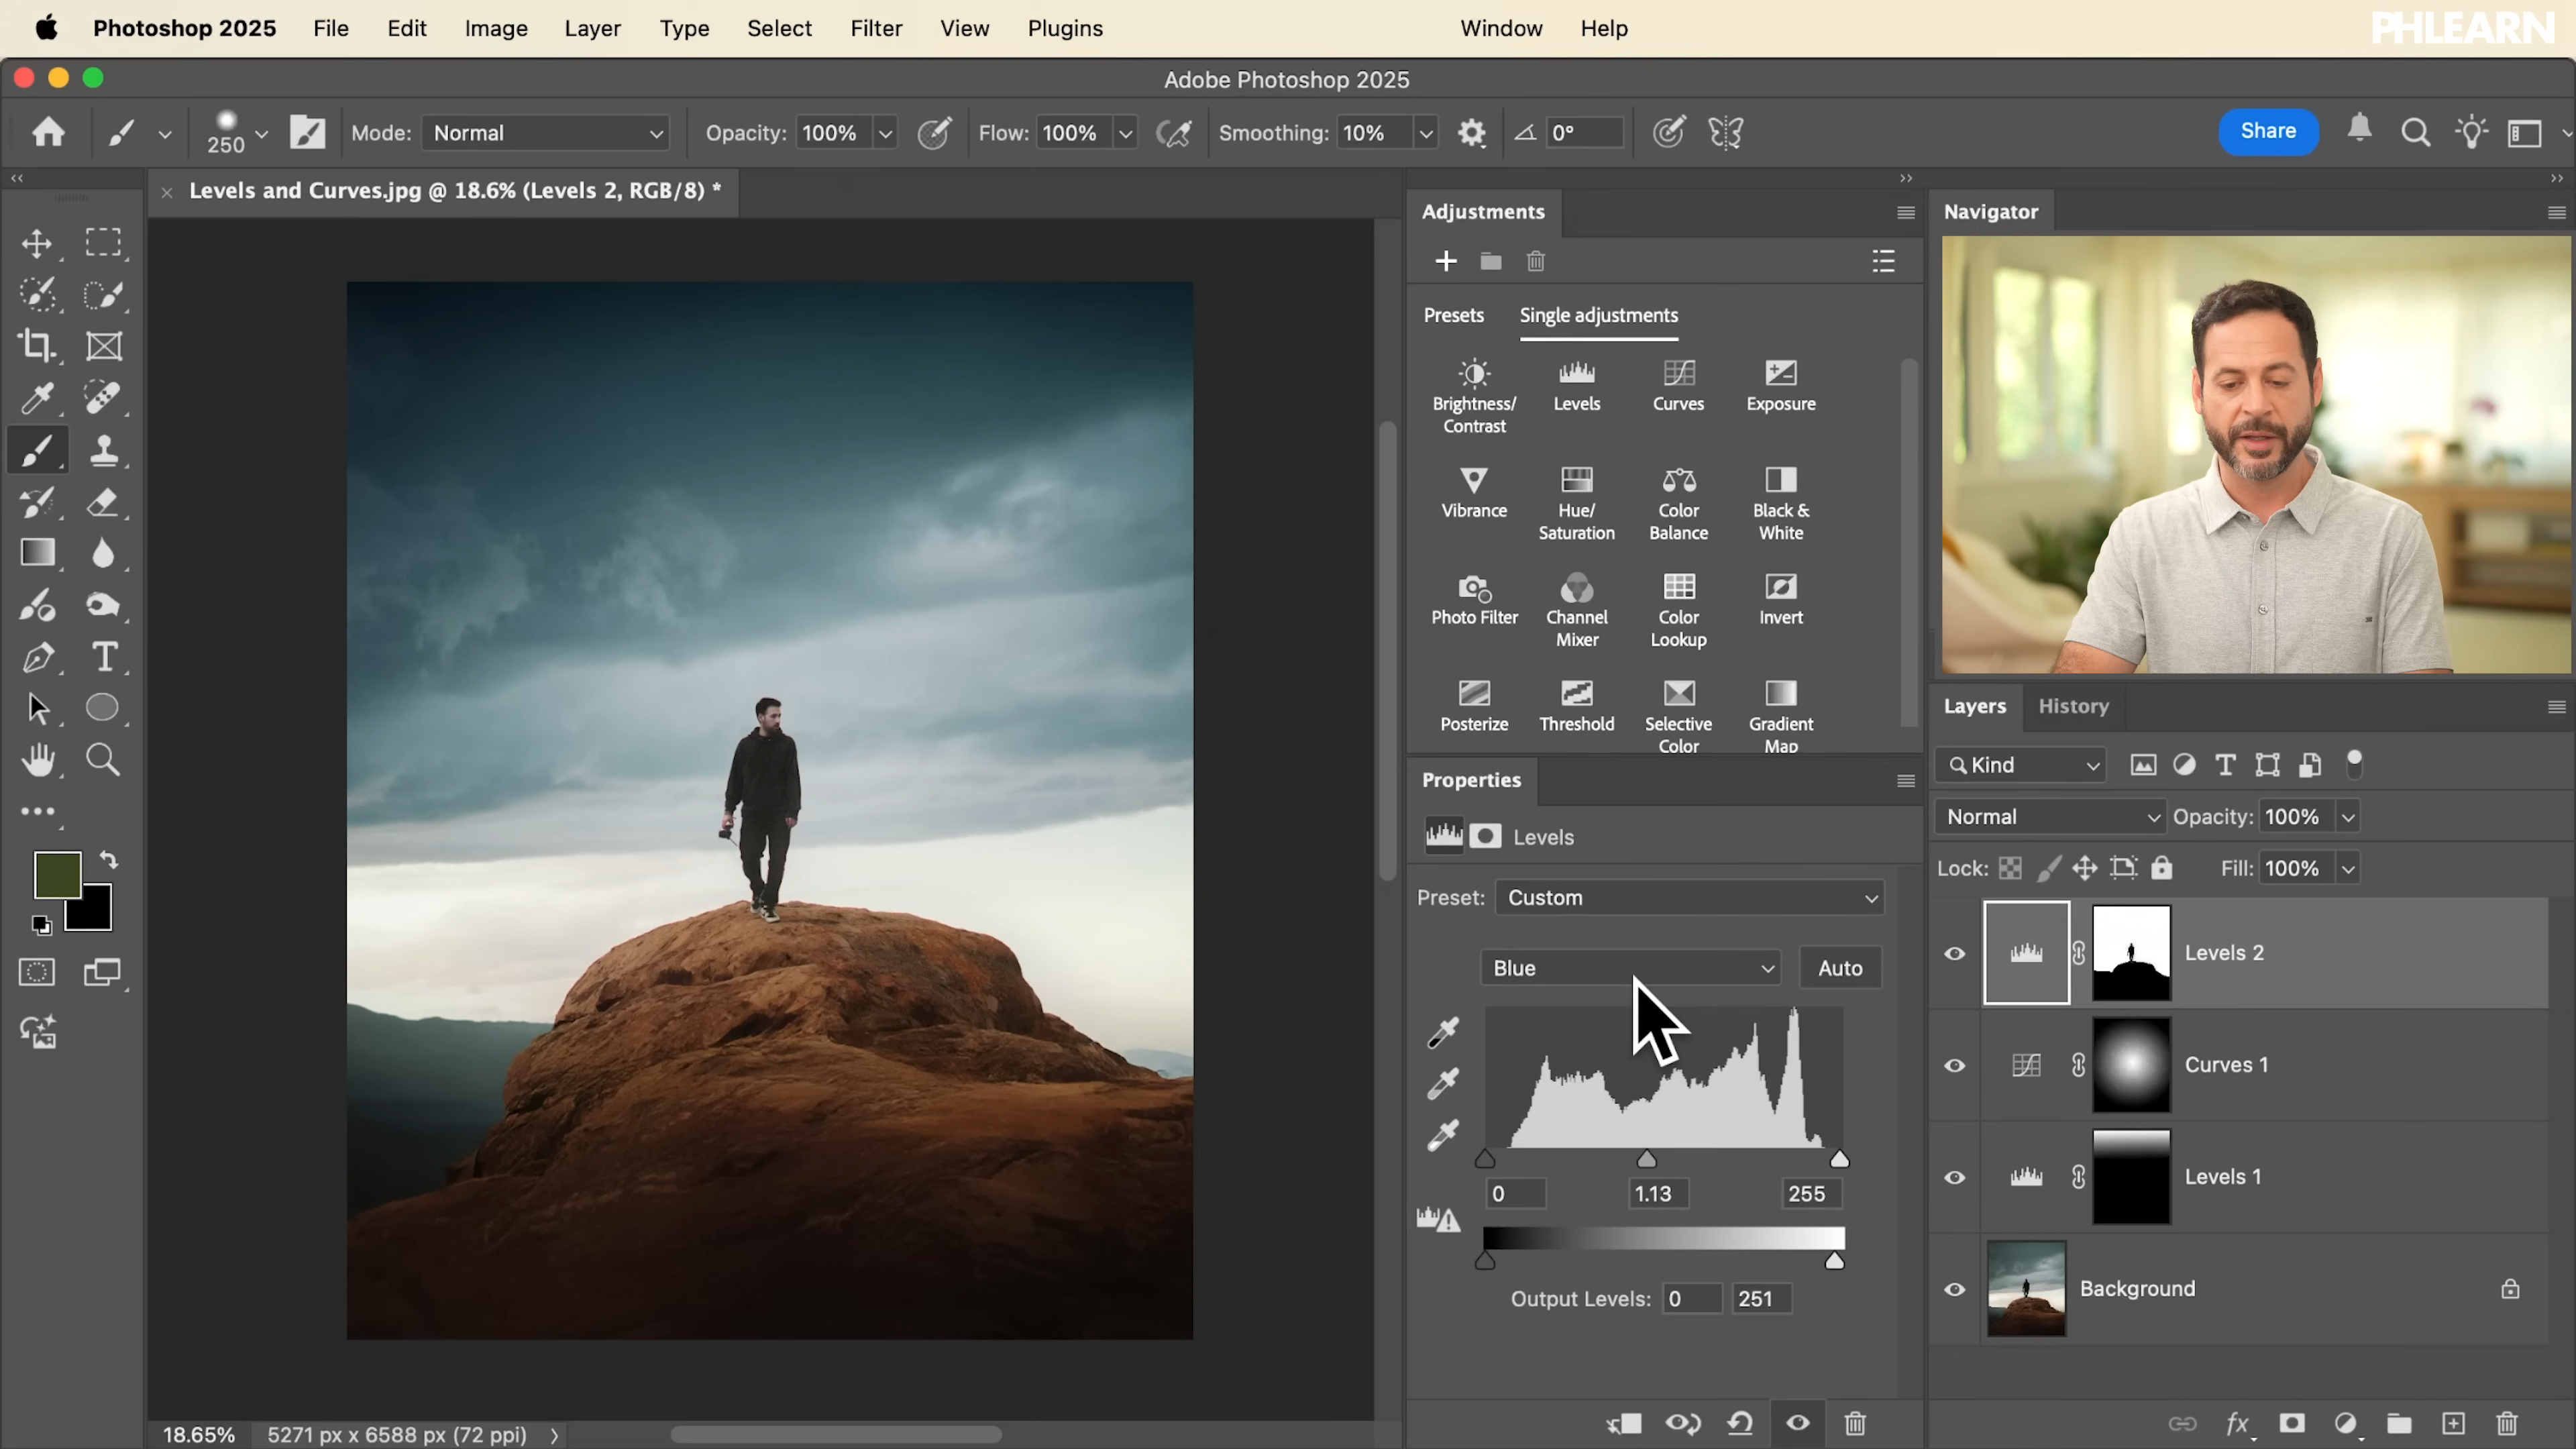 Photoshop 2025 File Edit Image Layer Type Select Filter View Plugins Window Help
PHLEARN
Adobe Photoshop 2025
250 Mode: Normal Opacity: 100% Flow: 100% Smoothing: 10% 0° Share
Levels and Curves.jpg @ 18.6% (Levels 2, RGB/8) *
18.65% 5271 px x 6588 px (72 ppi)
Adjustments
Presets Single adjustments
Brightness/
Contrast
Levels
Curves
Exposure
Vibrance
Hue/
Saturation
Color
Balance
Black &
White
Photo Filter
Channel
Mixer
Color
Lookup
Invert
Posterize
Threshold
Selective
Color
Gradient
Map
Properties
Levels
Preset: Custom
Blue Auto
0 1.13 255
Output Levels: 0 251
Navigator
Layers History
Kind
Normal Opacity: 100%
Lock: Fill: 100%
Levels 2
Curves 1
Levels 1
Background
fx